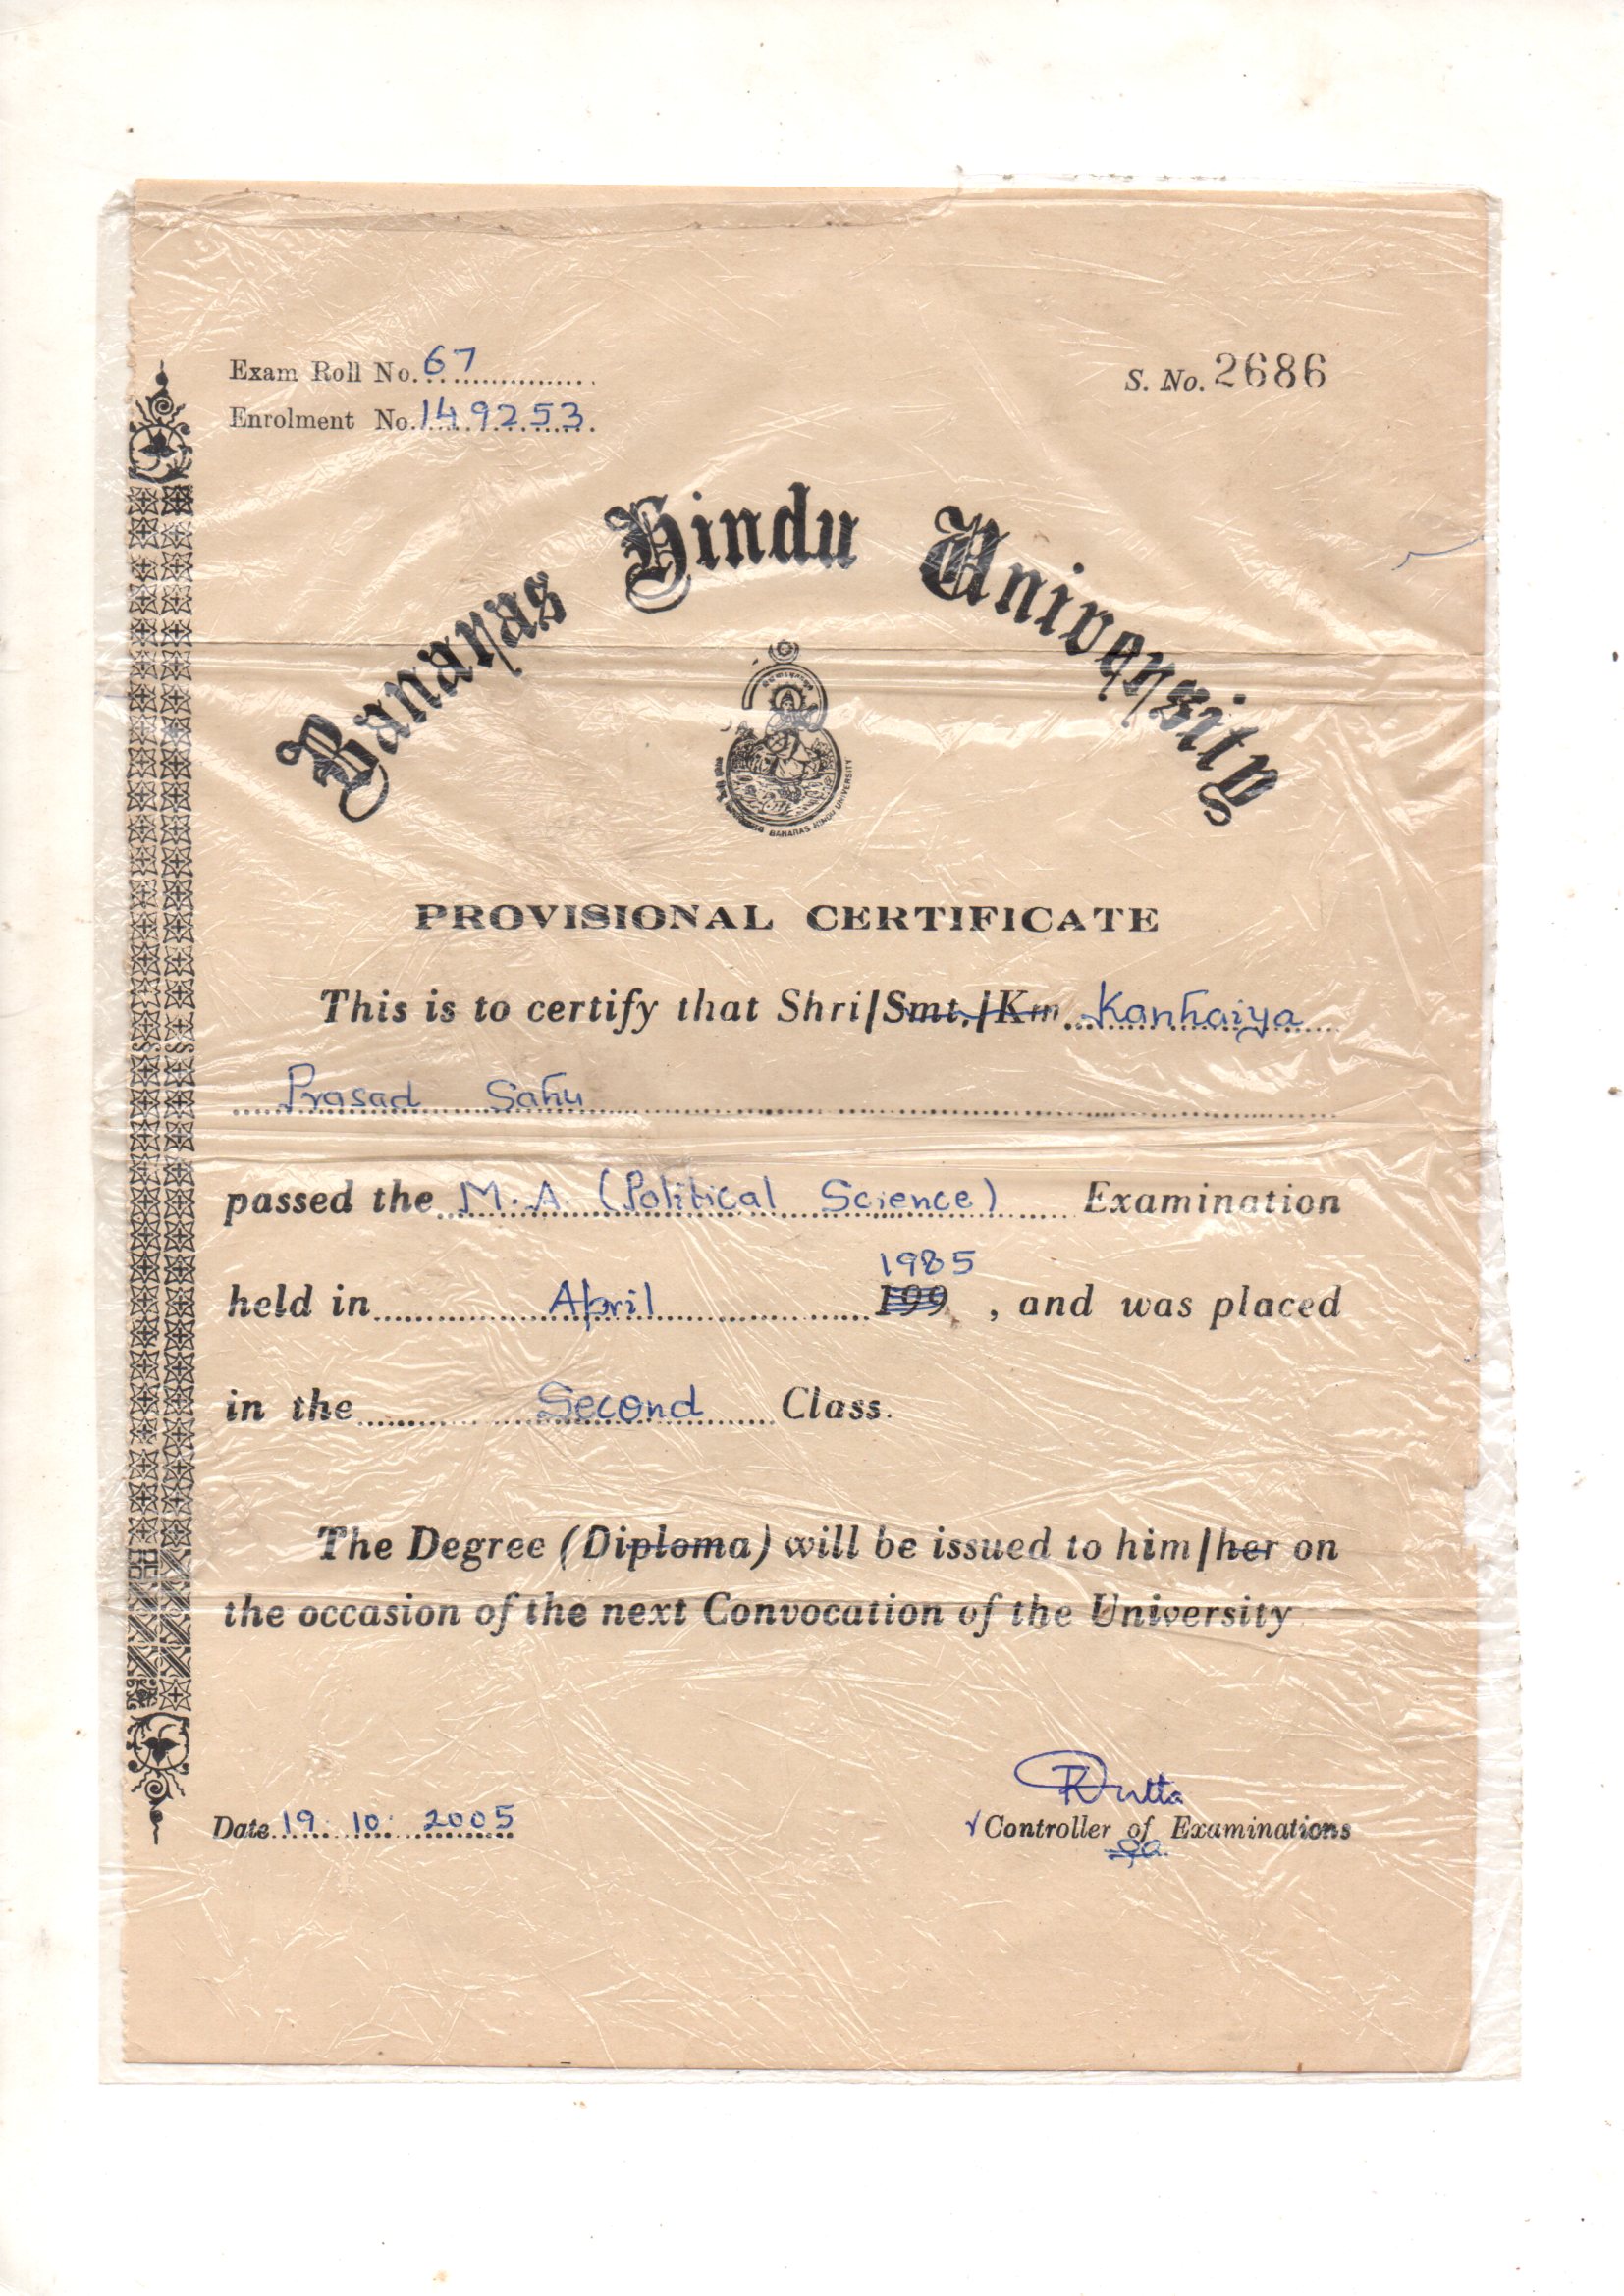 Exam Roll No. 67
S. No. 2686
Enrolment No. 149253
Banaras Hindu University
BANARAS HINDU UNIVERSITY
PROVISIONAL CERTIFICATE
This is to certify that Shri/Smt./Km. Kanhaiya
Prasad Sahu
passed the M.A. (Political Science) Examination
1985
held in April 199 , and was placed
in the Second Class.
The Degree (Diploma) will be issued to him/her on
the occasion of the next Convocation of the University
Dutta
Date 19. 10. 2005
Controller of Examinations